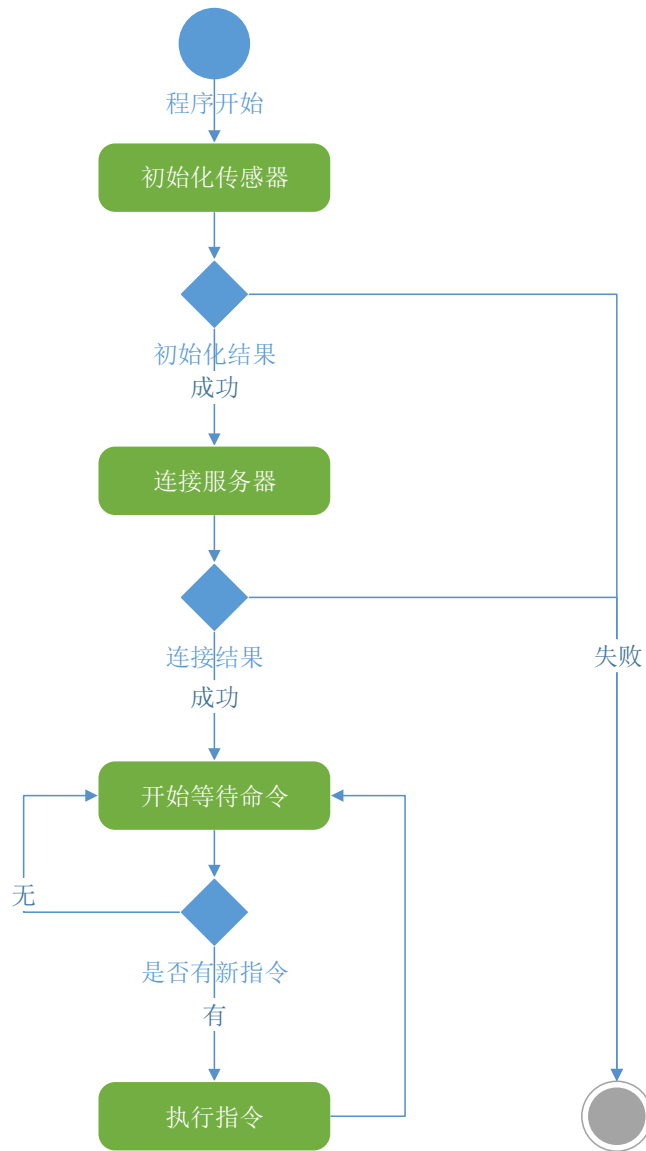 程序开始
初始化传感器
初始化结果
成功
连接服务器
连接结果
失败
成功
开始等待命令
无
是否有新指令
有
执行指令